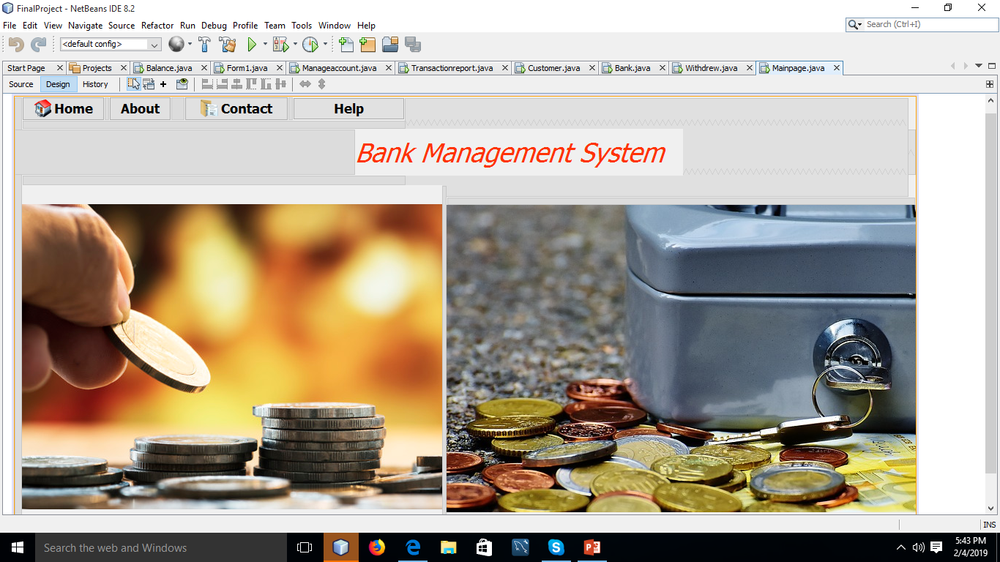 FinalProject - NetBeans IDE 8.2
File Edit View Navigate Source Refactor Run Debug Profile Team Tools Window Help
Search (Ctrl+I)
<default config>
Start Page Projects Balance.java Form1.java Manageaccount.java Transactionreport.java Customer.java Bank.java Withdrew.java Mainpage.java
Source Design History
Home About Contact Help
Bank Management System
INS
Search the web and Windows
5:43 PM
2/4/2019